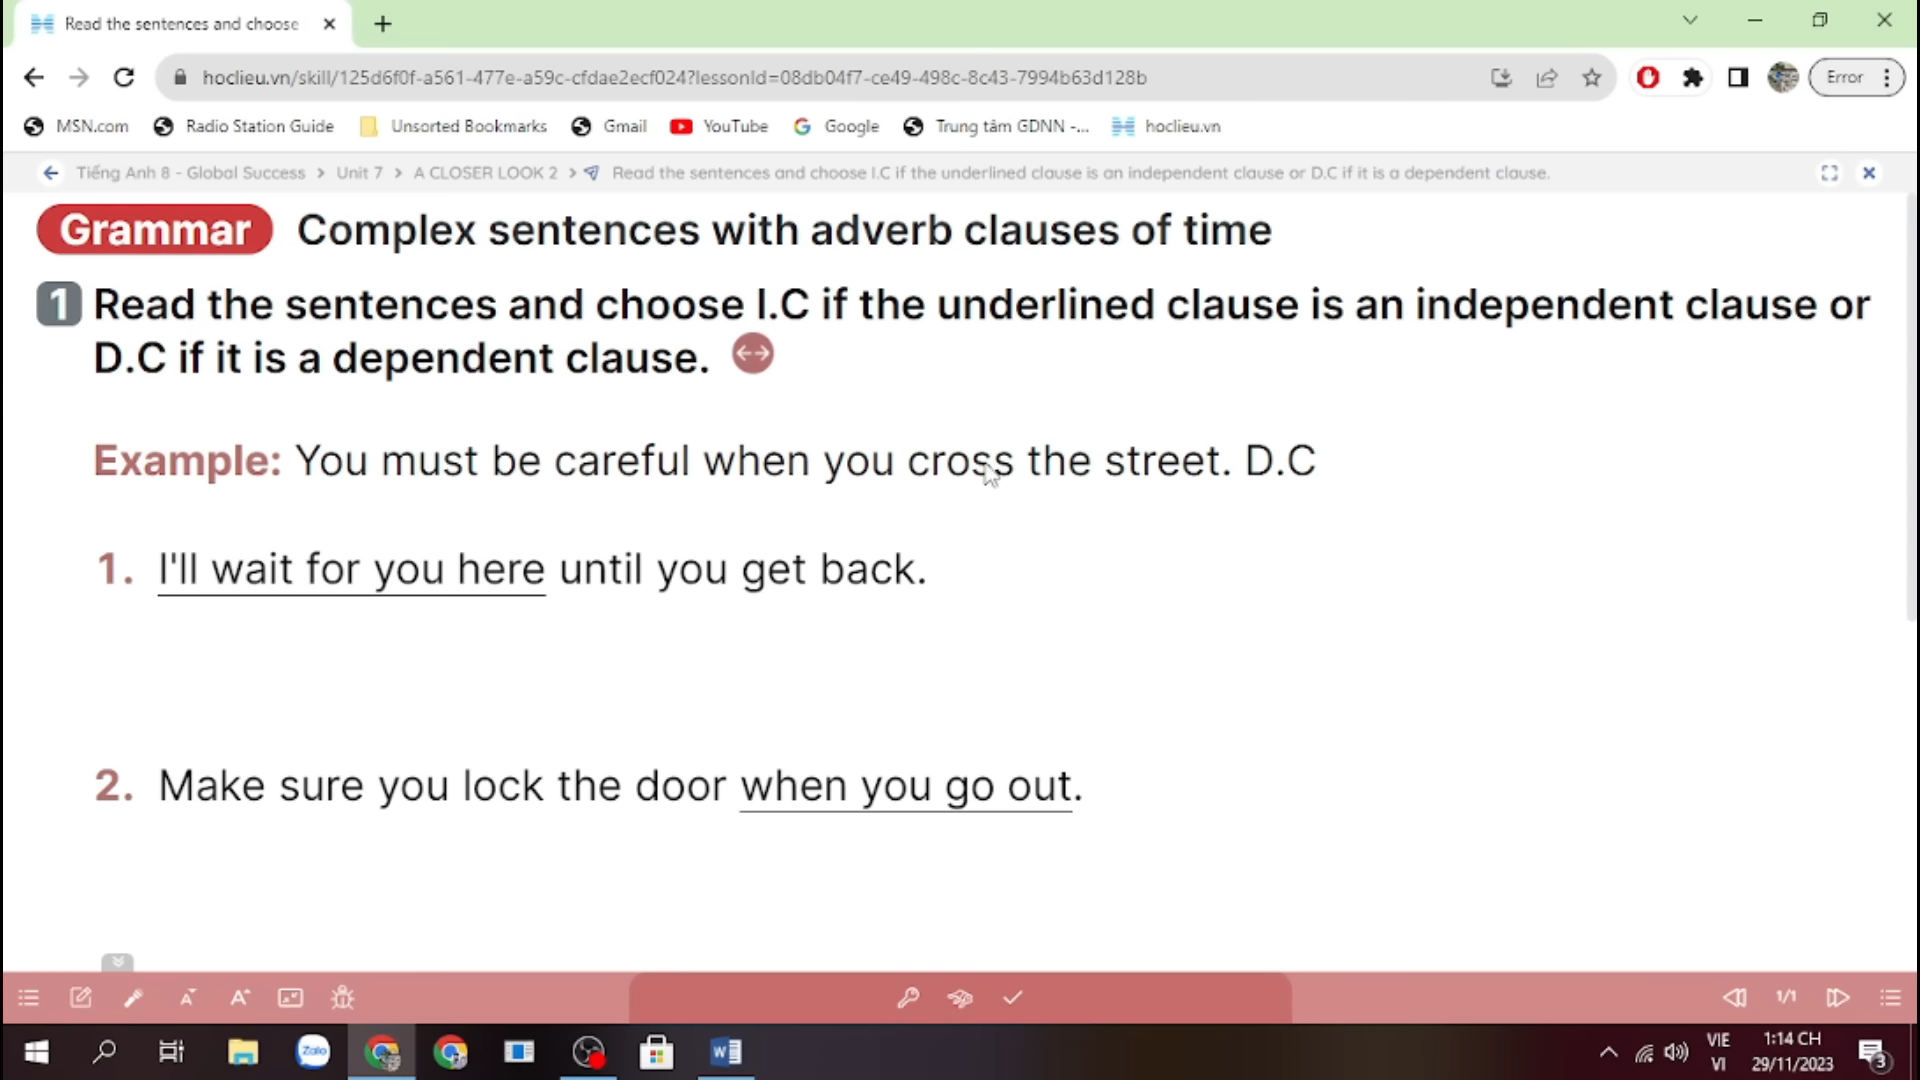 Read the sentences and choose
hoclieu.vn/skill/125d6f0f-a561-477e-a59c-cfdae2ecf024?lessonId=08db04f7-ce49-498c-8c43-7994b63d128b
Error
MSN.com Radio Station Guide Unsorted Bookmarks Gmail YouTube Google Trung tâm GDNN -... hoclieu.vn
Tiếng Anh 8 - Global Success > Unit 7 > A CLOSER LOOK 2 > Read the sentences and choose I.C if the underlined clause is an independent clause or D.C if it is a dependent clause.
Grammar Complex sentences with adverb clauses of time
1 Read the sentences and choose I.C if the underlined clause is an independent clause or
D.C if it is a dependent clause.
Example: You must be careful when you cross the street. D.C
1. I'll wait for you here until you get back.
2. Make sure you lock the door when you go out.
1/1
Zalo
VIE
VI
1:14 CH
29/11/2023
3